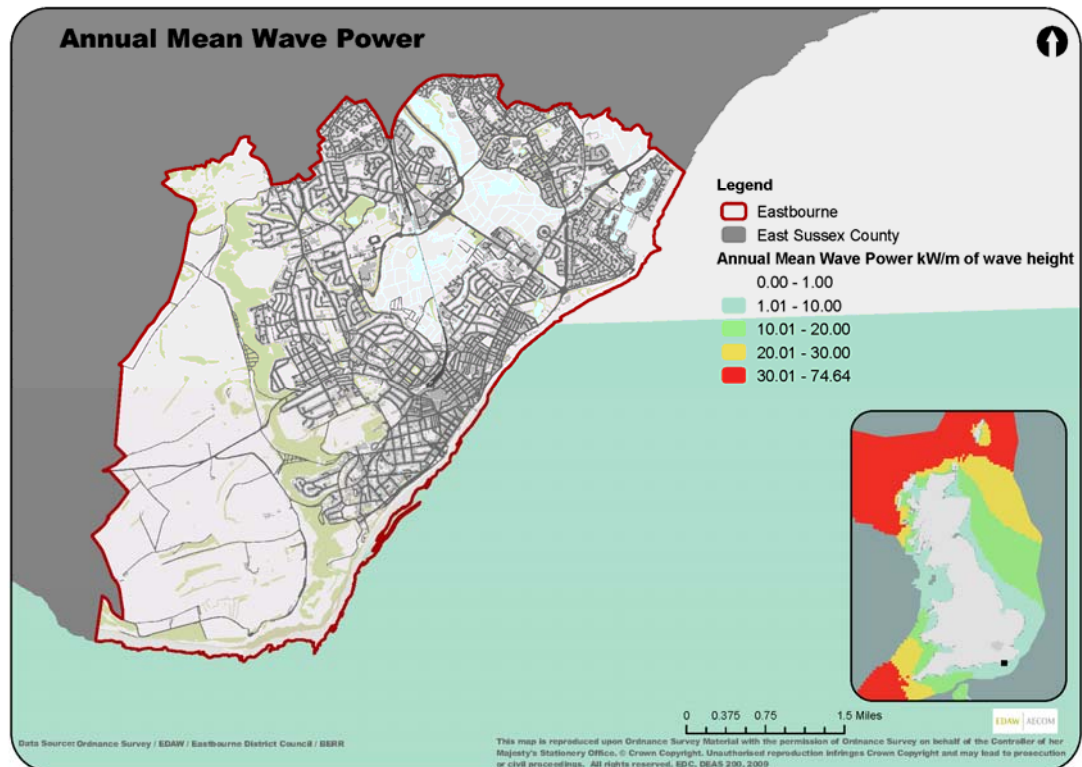 Annual Mean Wave Power
Legend
Eastbourne
East Sussex County
Annual Mean Wave Power kW/m of wave height
0.00 - 1.00
1.01 - 10.00
10.01 - 20.00
20.01 - 30.00
30.01 - 74.64
0 0.375 0.75 1.5 Miles
EDAW AECOM
Data Source: Ordnance Survey / EDAW / Eastbourne District Council / BERR
This map is reproduced upon Ordnance Survey Material with the permission of Ordnance Survey on behalf of the Controller of her
Majesty's Stationery Office. © Crown Copyright. Unauthorised reproduction infringes Crown Copyright and may lead to prosecution
or civil proceedings. All rights reserved. EDC, DEAS 200, 2009